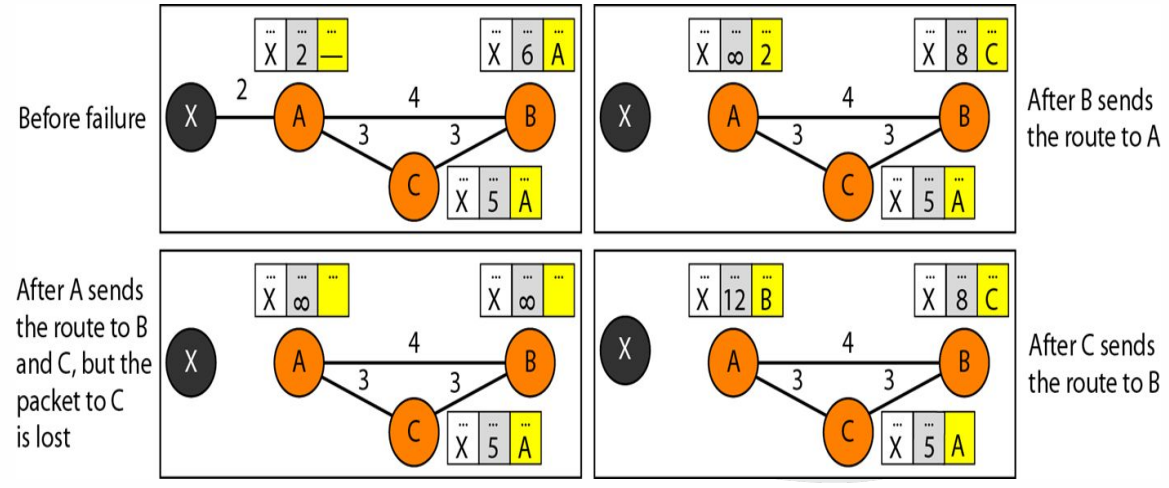 Before failure
... ... ...
X 2 —
... ... ...
X 6 A
2
4
X
A
B
3
3
C
... ... ...
X 5 A
... ... ...
X ∞ 2
... ... ...
X 8 C
4
X
A
B
3
3
C
... ... ...
X 5 A
After B sends
the route to A
After A sends
the route to B
and C, but the
packet to C
is lost
... ... ...
X ∞
... ... ...
X ∞
4
X
A
B
3
3
C
... ... ...
X 5 A
... ... ...
X 12 B
... ... ...
X 8 C
4
X
A
B
3
3
C
... ...
X 5 A
After C sends
the route to B